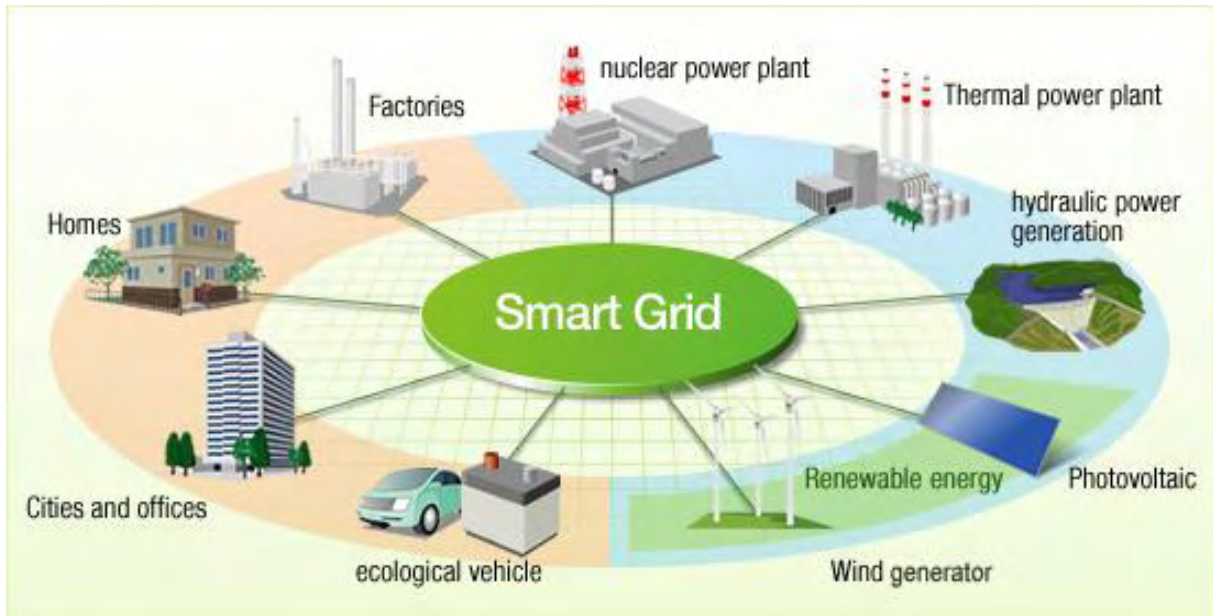 nuclear power plant
Thermal power plant
Factories
hydraulic power
generation
Homes
Smart Grid
Renewable energy
Photovoltaic
Cities and offices
ecological vehicle
Wind generator